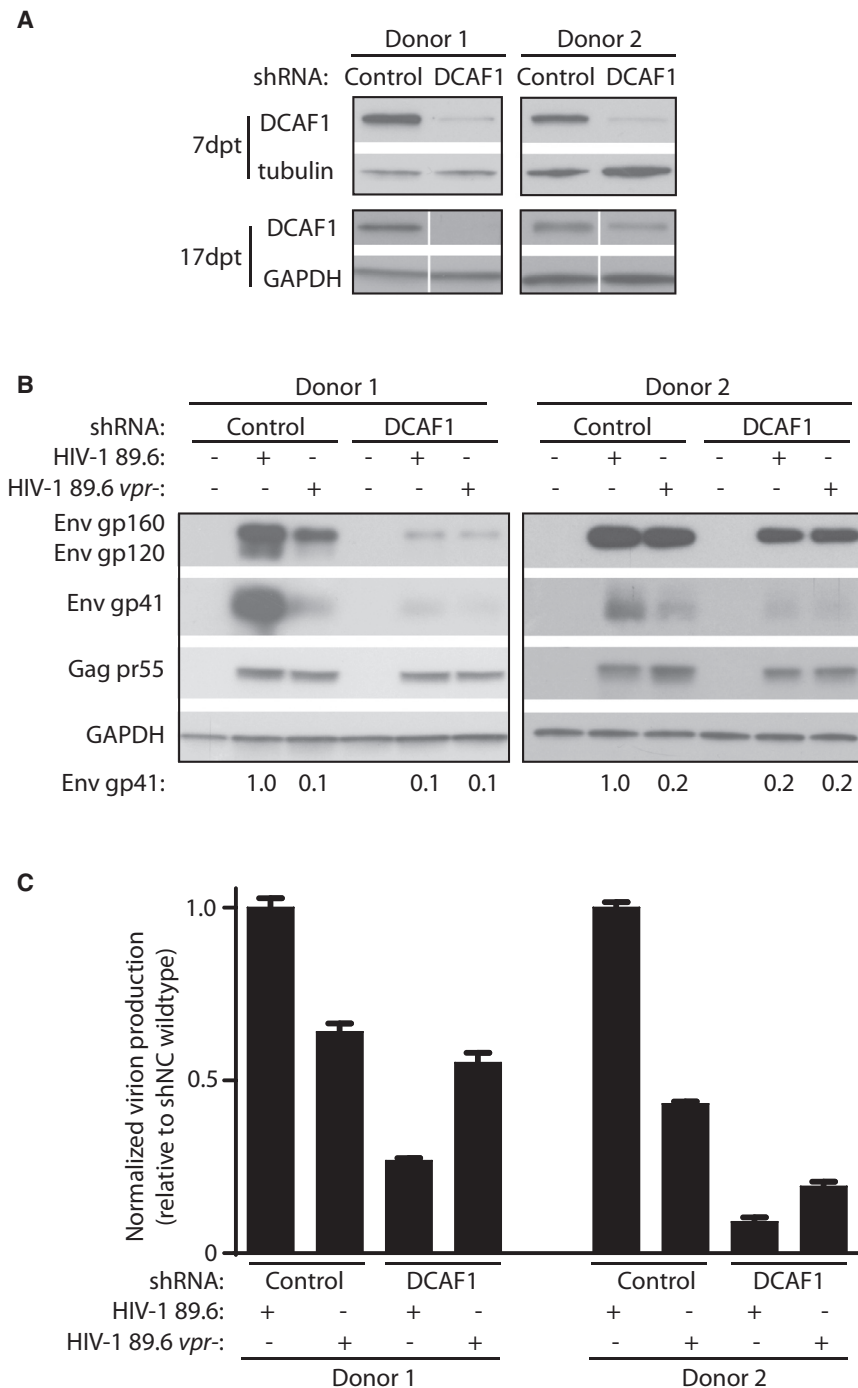 A
Donor 1 Donor 2
shRNA: Control DCAF1 Control DCAF1
7dpt
DCAF1
tubulin
17dpt
DCAF1
GAPDH
B
Donor 1 Donor 2
shRNA: Control DCAF1 Control DCAF1
HIV-1 89.6: - + - - + - - + - - + -
HIV-1 89.6 vpr-: - - + - - + - - + - - +
Env gp160
Env gp120
Env gp41
Gag pr55
GAPDH
Env gp41: 1.0 0.1 0.1 0.1 1.0 0.2 0.2 0.2
C
Normalized virion production
(relative to shNC wildtype)
1.0
0.5
0
shRNA: Control DCAF1 Control DCAF1
HIV-1 89.6: + - + - + - + -
HIV-1 89.6 vpr-: - + - + - + - +
Donor 1 Donor 2